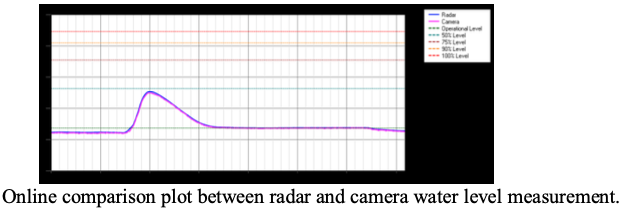 Radar
Camera
Operational Level
50% Level
75% Level
90% Level
100% Level
Online comparison plot between radar and camera water level measurement.